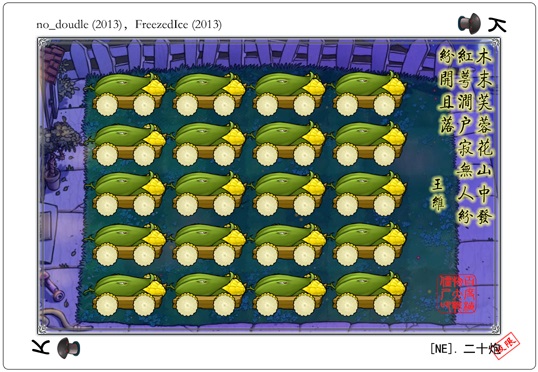 no_doudle (2013), FreezedIce (2013)
K
木末芙蓉花山中發
紅萼澗户寂無人紛
紛開且落
王維
K
[NE]. 二十炮